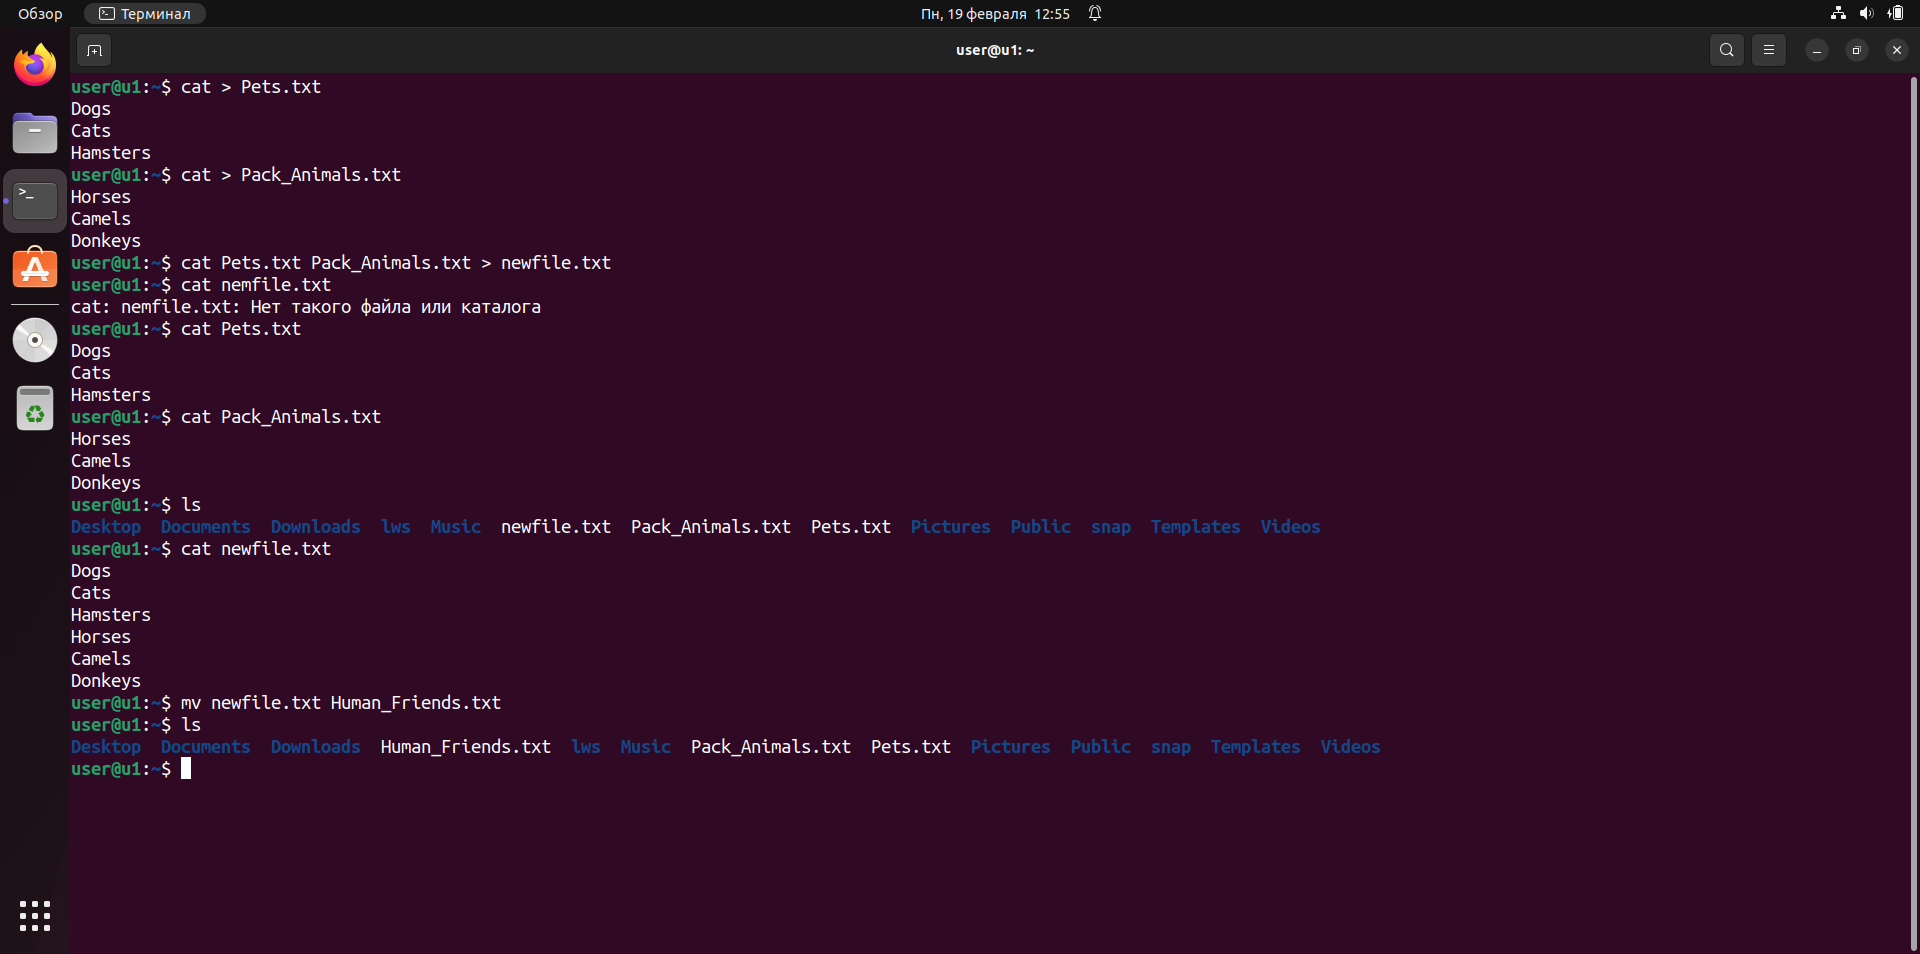 Обзор
Терминал
Пн, 19 февраля 12:55
user@u1: ~
user@u1:~$ cat > Pets.txt
Dogs
Cats
Hamsters
user@u1:~$ cat > Pack_Animals.txt
Horses
Camels
Donkeys
user@u1:~$ cat Pets.txt Pack_Animals.txt > newfile.txt
user@u1:~$ cat nemfile.txt
cat: nemfile.txt: Нет такого файла или каталога
user@u1:~$ cat Pets.txt
Dogs
Cats
Hamsters
user@u1:~$ cat Pack_Animals.txt
Horses
Camels
Donkeys
user@u1:~$ ls
Desktop  Documents  Downloads  lws  Music  newfile.txt  Pack_Animals.txt  Pets.txt  Pictures  Public  snap  Templates  Videos
user@u1:~$ cat newfile.txt
Dogs
Cats
Hamsters
Horses
Camels
Donkeys
user@u1:~$ mv newfile.txt Human_Friends.txt
user@u1:~$ ls
Desktop  Documents  Downloads  Human_Friends.txt  lws  Music  Pack_Animals.txt  Pets.txt  Pictures  Public  snap  Templates  Videos
user@u1:~$